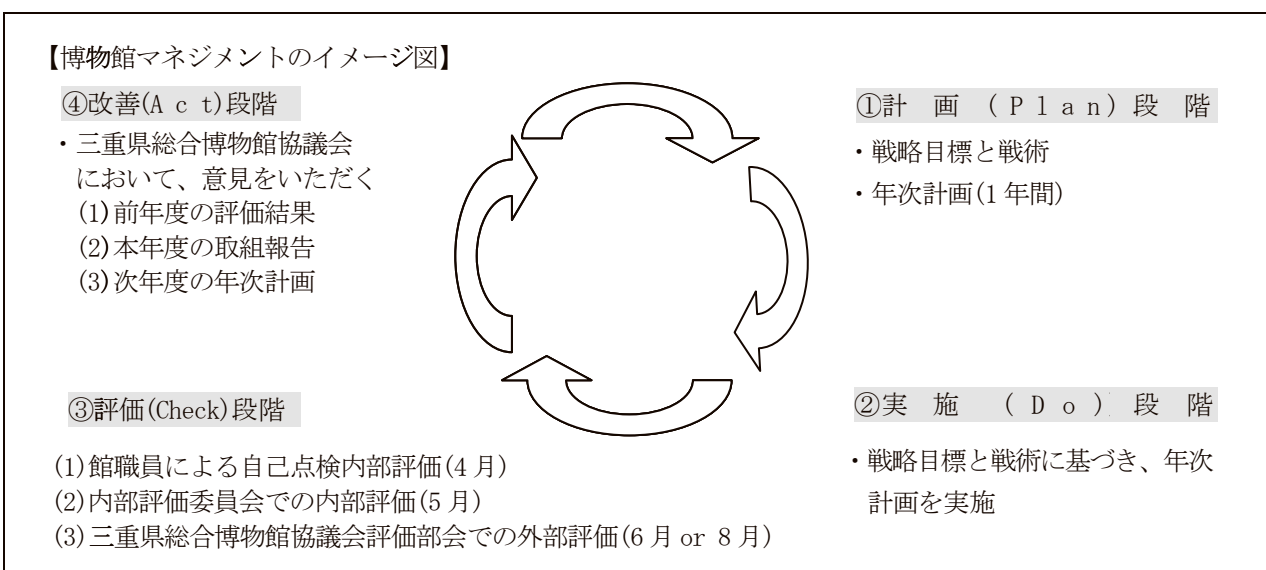 【博物館マネジメントのイメージ図】
④改善(Act)段階
・三重県総合博物館協議会
において、意見をいただく
(1)前年度の評価結果
(2)本年度の取組報告
(3)次年度の年次計画
①計画(Plan)段階
・戦略目標と戦術
・年次計画(1年間)
②実施(Do)段階
・戦略目標と戦術に基づき、年次
計画を実施
③評価(Check)段階
(1)館職員による自己点検内部評価(4月)
(2)内部評価委員会での内部評価(5月)
(3)三重県総合博物館協議会評価部会での外部評価(6月 or 8月)